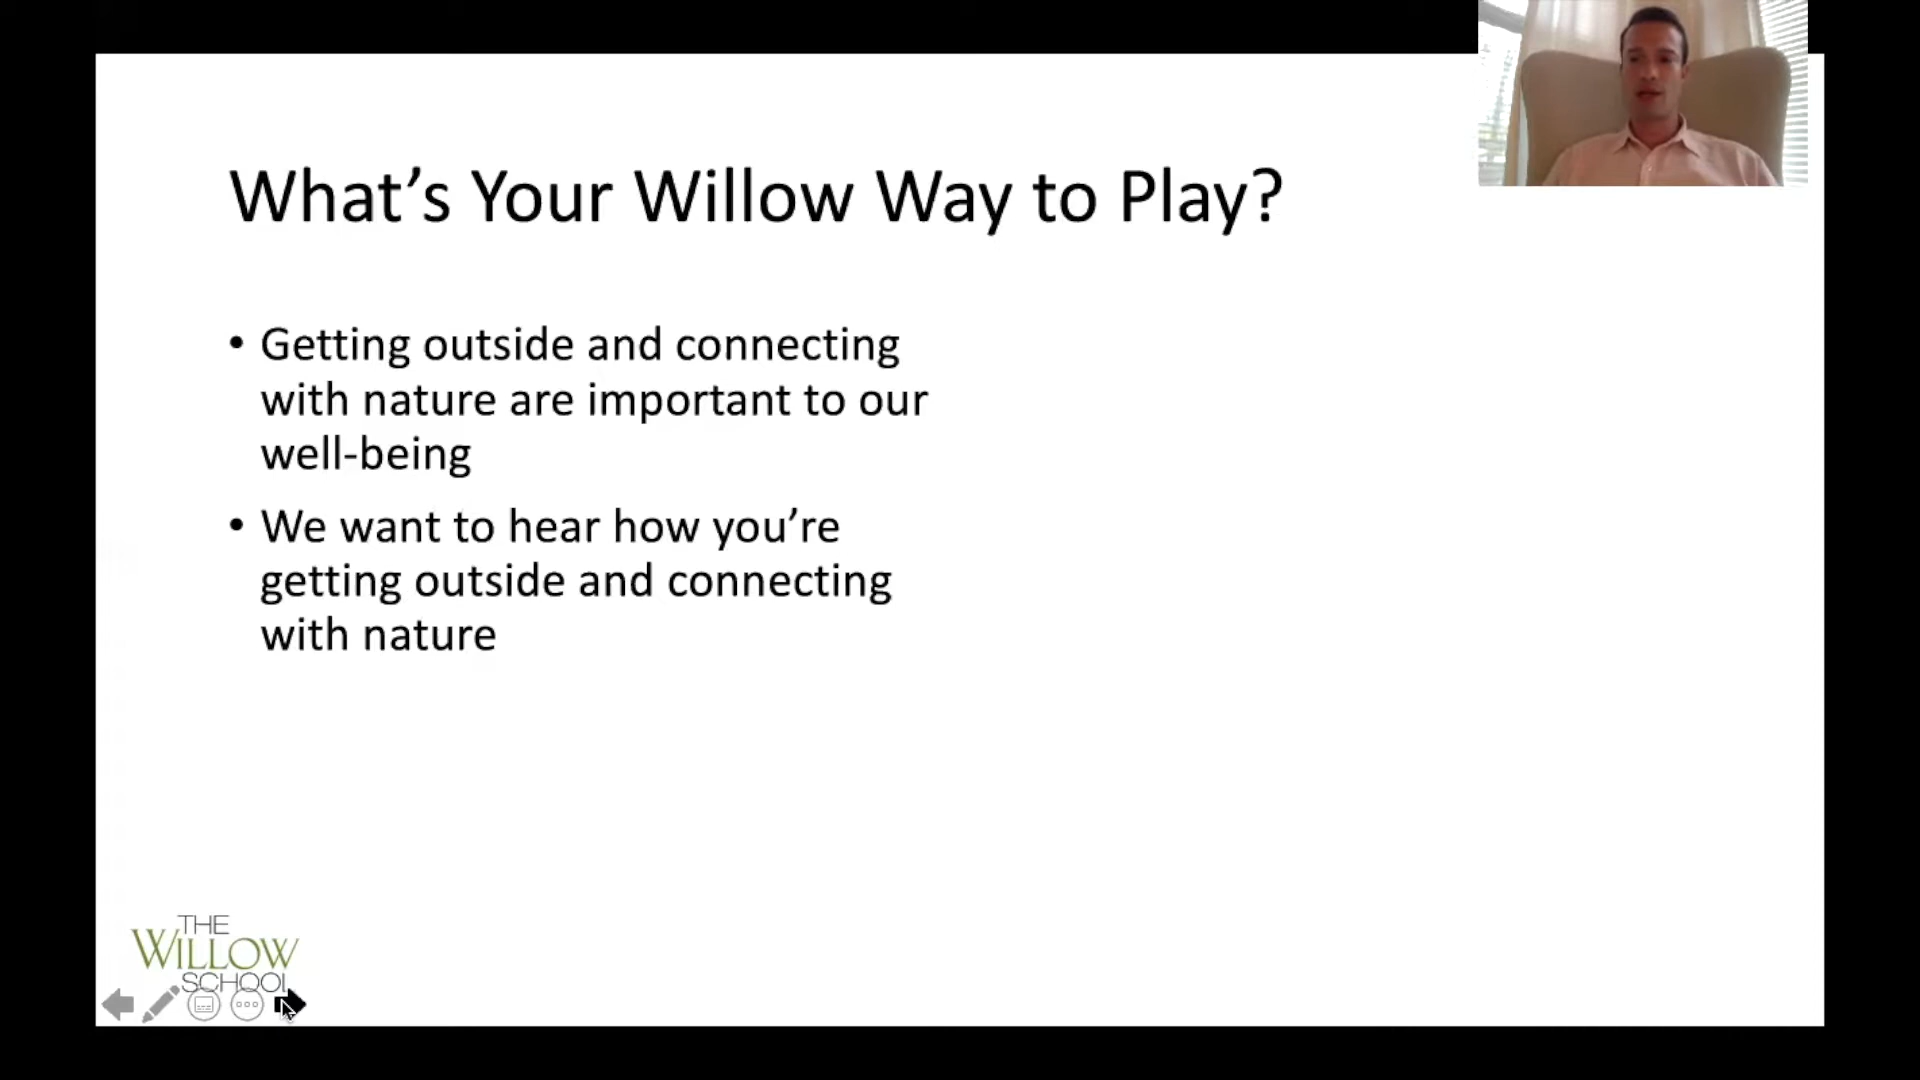 What’s Your Willow Way to Play?
• Getting outside and connecting
with nature are important to our
well-being
• We want to hear how you’re
getting outside and connecting
with nature
THE
WILLOW
SCHOOL